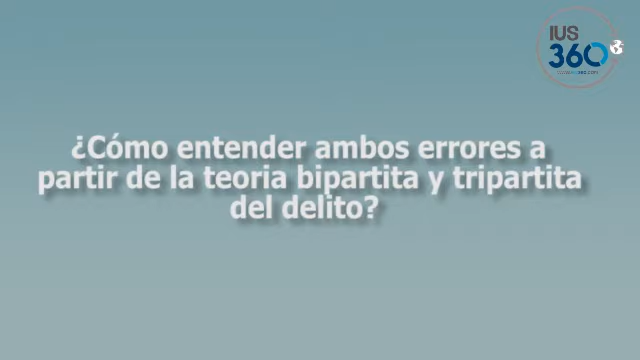 IUS
360
¿Cómo entender ambos errores a
partir de la teoria bipartita y tripartita
del delito?